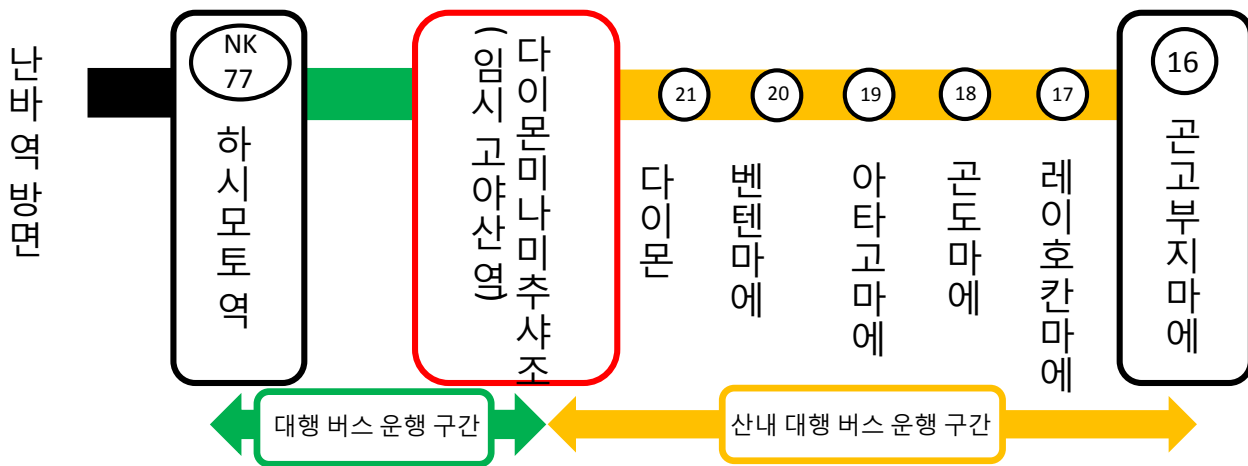 난바역 방면
NK
77
하시모토 역
다이몬미나미추샤조
(임시 고야산 역)
21
다이몬
20
벤텐마에
19
아타고마에
18
곤도마에
17
레이호칸마에
16
곤고부지마에
대행 버스 운행 구간
산내 대행 버스 운행 구간